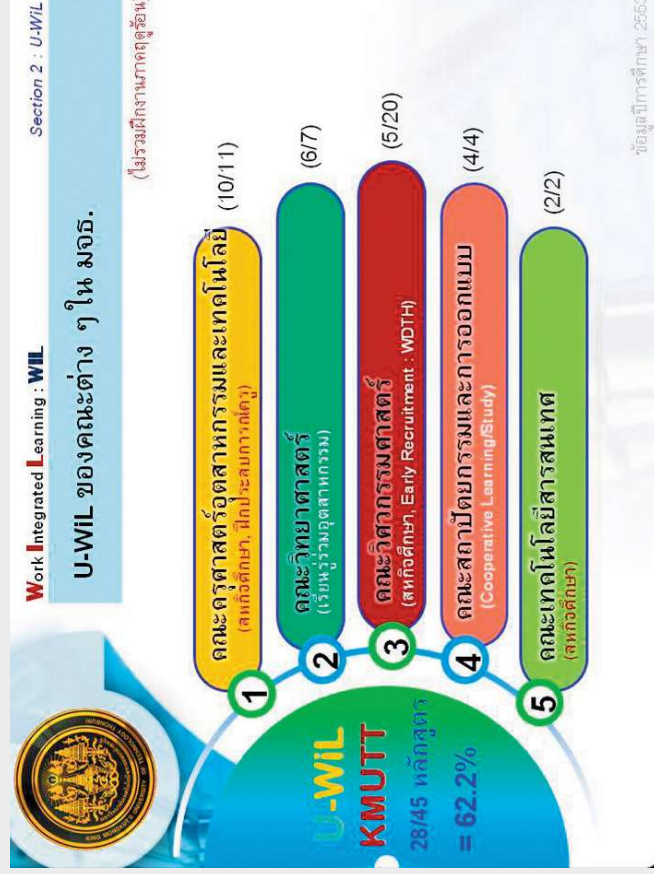 Work Integrated Learning : WIL
Section 2 : U-WiL
U-WiL ของคณะต่าง ๆ ใน มจธ.
(ไม่รวมฝึกงานภาคฤดูร้อน)
1
คณะครุศาสตร์อุตสาหกรรมและเทคโนโลยี
(สหกิจศึกษา, ฝึกประสบการณ์ครู)
(10/11)
2
คณะวิทยาศาสตร์
(เรียนรู้ร่วมอุตสาหกรรม)
(6/7)
3
คณะวิศวกรรมศาสตร์
(สหกิจศึกษา, Early Recruitment : WDTH)
(5/20)
4
คณะสถาปัตยกรรมและการออกแบบ
(Cooperative Learning/Study)
(4/4)
5
คณะเทคโนโลยีสารสนเทศ
(สหกิจศึกษา)
(2/2)
U-WiL
KMUTT
28/45 หลักสูตร
= 62.2%
ข้อมูลปีการศึกษา 2553